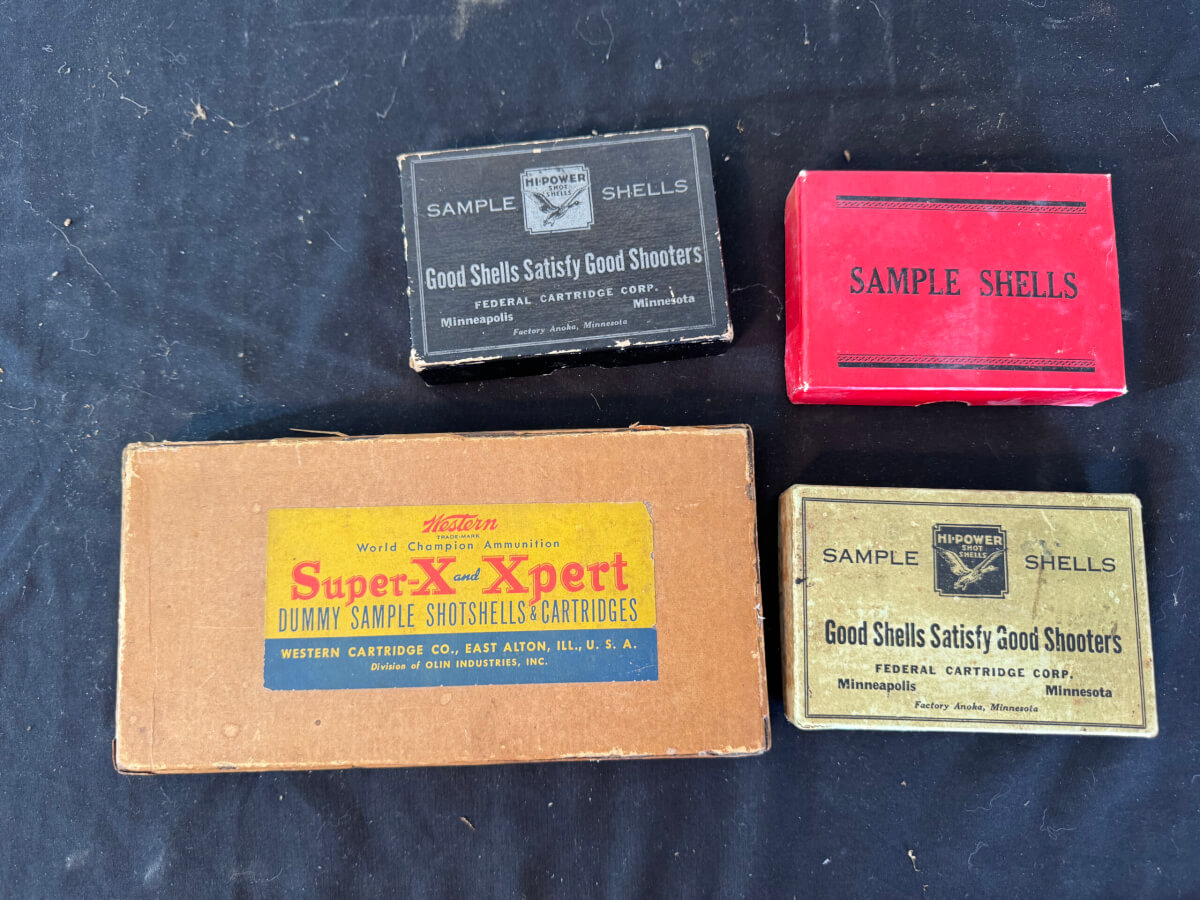 SAMPLE HI-POWER SHELLS
SHOT
SHELLS
Good Shells Satisfy Good Shooters
FEDERAL CARTRIDGE CORP.
Minneapolis Minnesota
Factory Anoka, Minnesota
SAMPLE SHELLS
Western
TRADE-MARK
World Champion Ammunition
Super-X and Xpert
DUMMY SAMPLE SHOTSHELLS & CARTRIDGES
WESTERN CARTRIDGE CO., EAST ALTON, ILL., U. S. A.
Division of OLIN INDUSTRIES, INC.
SAMPLE HI-POWER SHELLS
SHOT
SHELLS
Good Shells Satisfy Good Shooters
FEDERAL CARTRIDGE CORP.
Minneapolis Minnesota
Factory Anoka, Minnesota